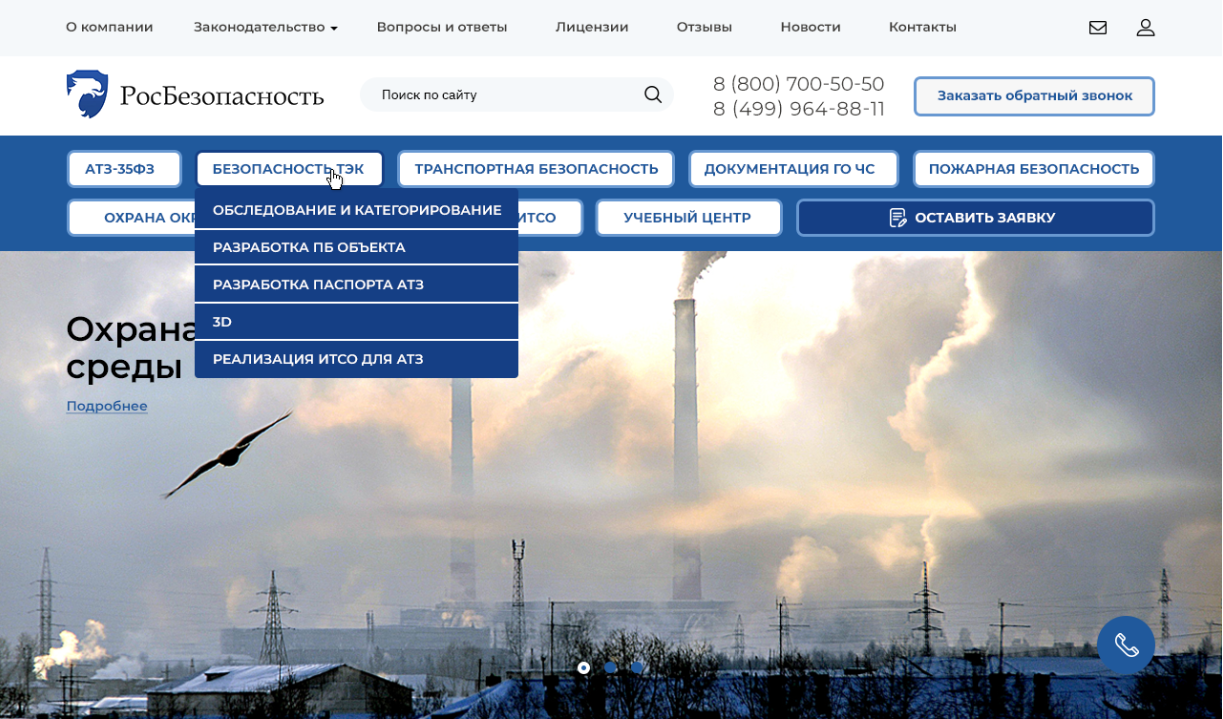 О компании
Законодательство
Вопросы и ответы
Лицензии
Отзывы
Новости
Контакты
РосБезопасность
Поиск по сайту
8 (800) 700-50-50
8 (499) 964-88-11
Заказать обратный звонок
АТЗ-35ФЗ
БЕЗОПАСНОСТЬ ТЭК
ТРАНСПОРТНАЯ БЕЗОПАСНОСТЬ
ДОКУМЕНТАЦИЯ ГО ЧС
ПОЖАРНАЯ БЕЗОПАСНОСТЬ
ОХРАНА
ИТСО
УЧЕБНЫЙ ЦЕНТР
ОСТАВИТЬ ЗАЯВКУ
ОБСЛЕДОВАНИЕ И КАТЕГОРИРОВАНИЕ
РАЗРАБОТКА ПБ ОБЪЕКТА
РАЗРАБОТКА ПАСПОРТА АТЗ
3D
РЕАЛИЗАЦИЯ ИТСО ДЛЯ АТЗ
Охрана
среды
Подробнее